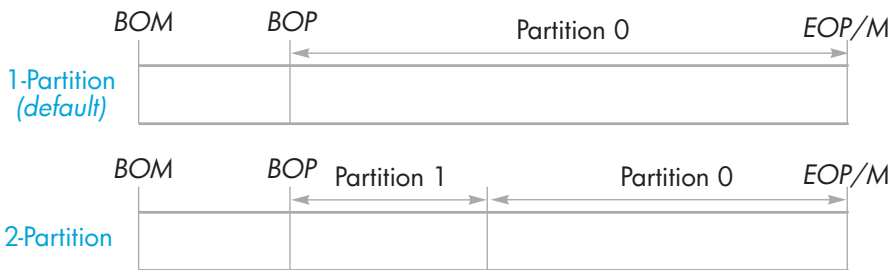 BOM BOP Partition 0 EOP/M
1-Partition
(default)
BOM BOP Partition 1 Partition 0 EOP/M
2-Partition